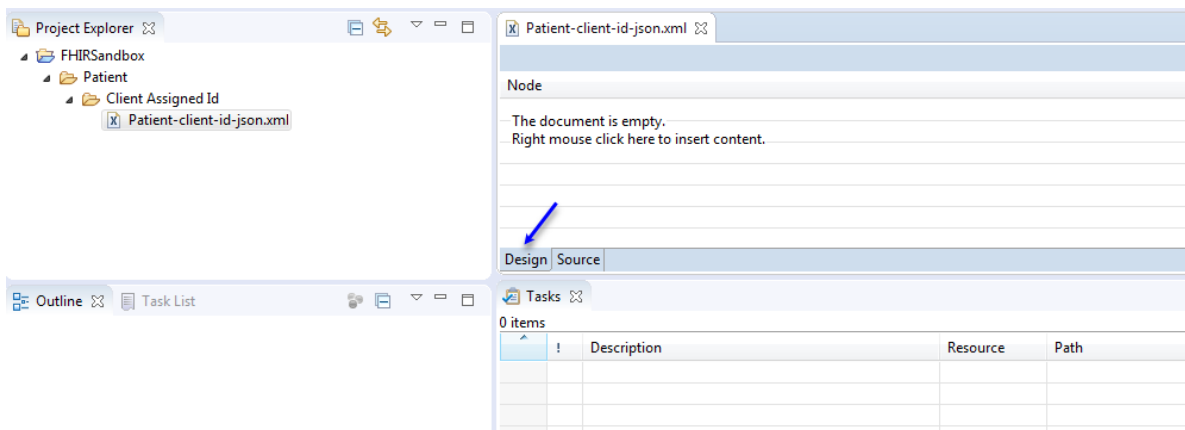 Project Explorer
FHIRSandbox
Patient
Client Assigned Id
Patient-client-id-json.xml
Patient-client-id-json.xml
Node
The document is empty.
Right mouse click here to insert content.
Design Source
Outline Task List
Tasks
0 items
! Description Resource Path